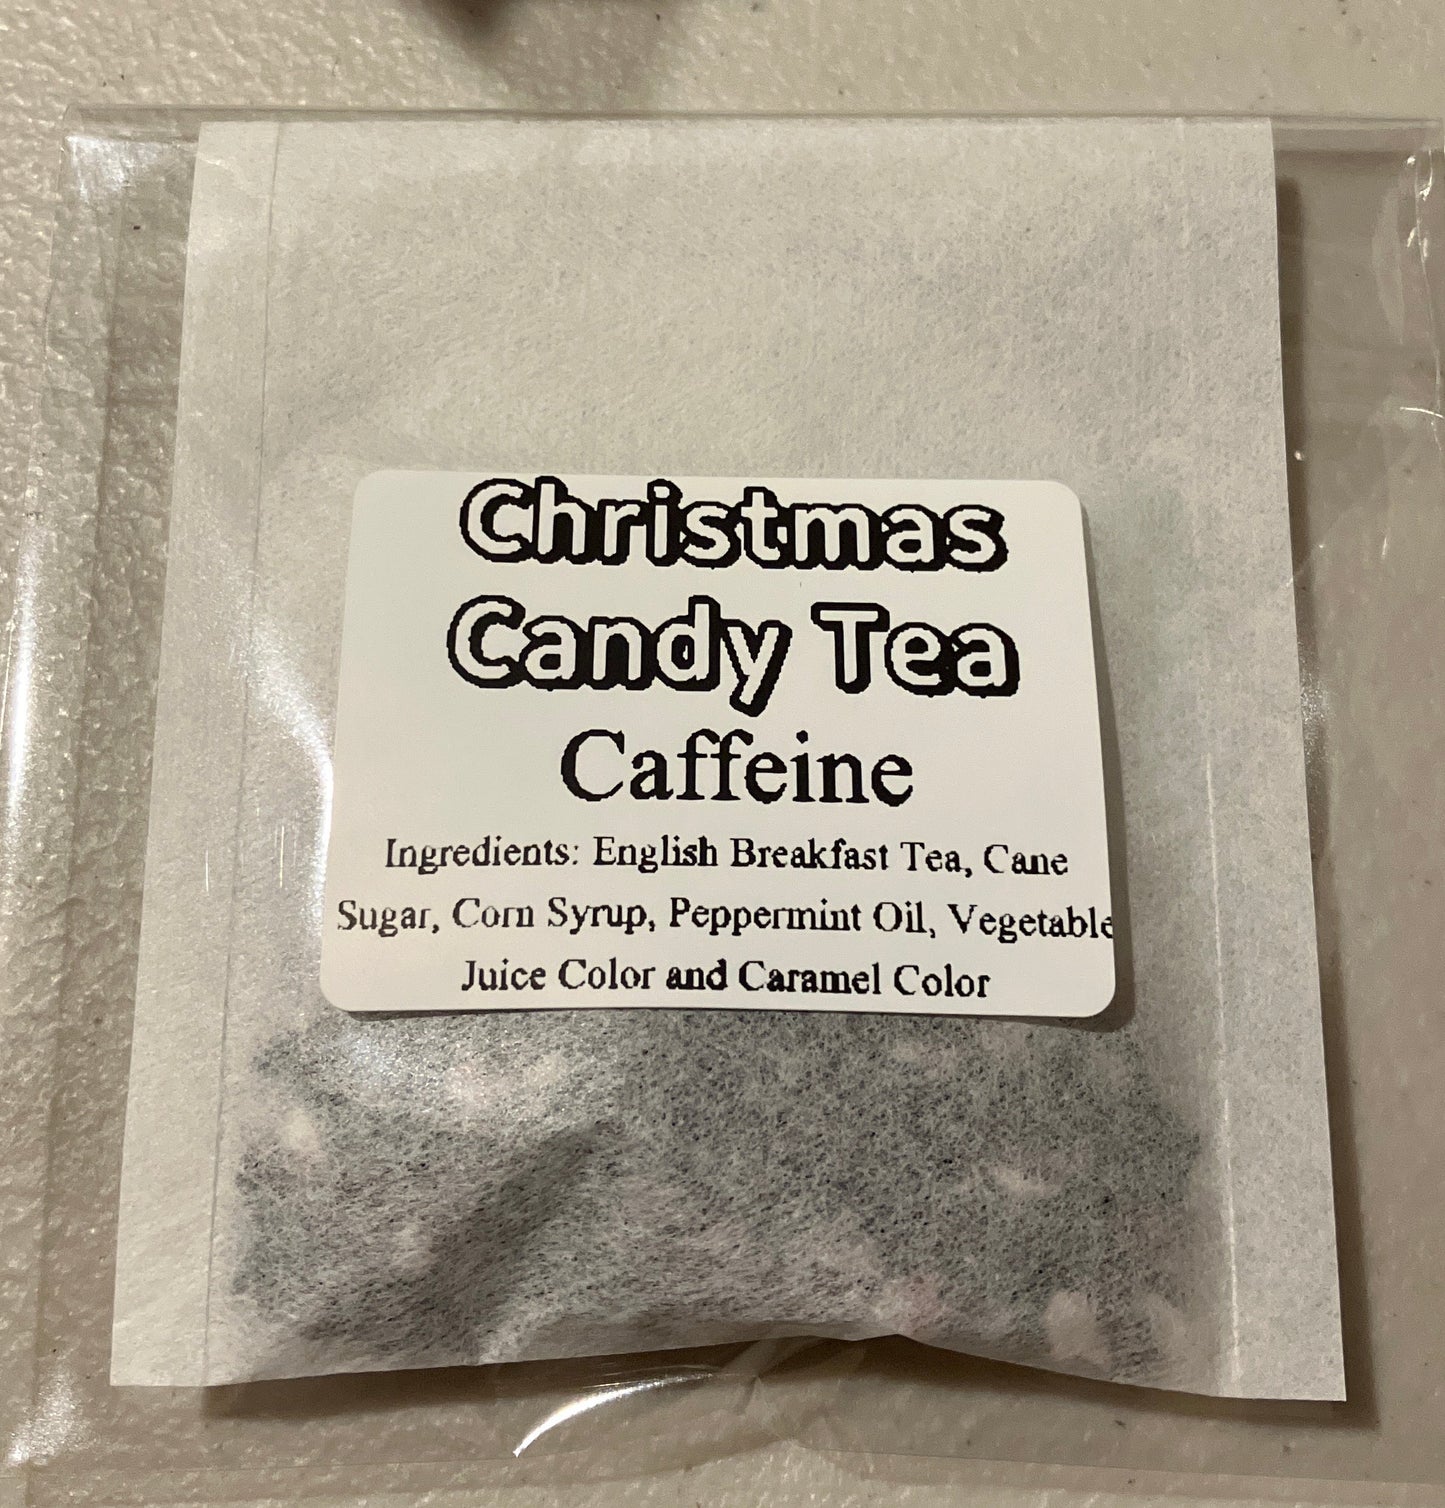 Christmas
Candy Tea
Caffeine
Ingredients: English Breakfast Tea, Cane
Sugar, Corn Syrup, Peppermint Oil, Vegetable
Juice Color and Caramel Color